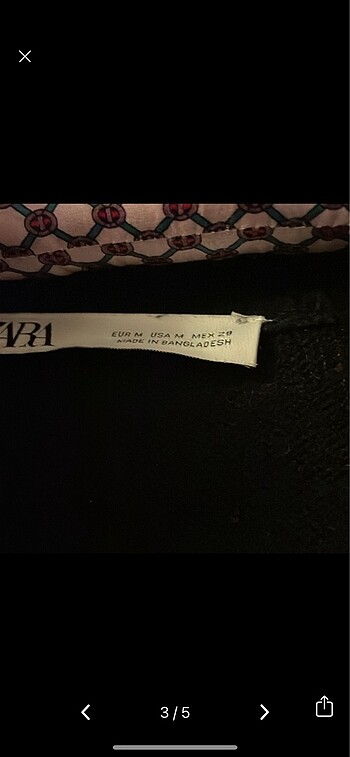 ZARA
EUR M USA M MEX 28
MADE IN BANGLADESH
3/5